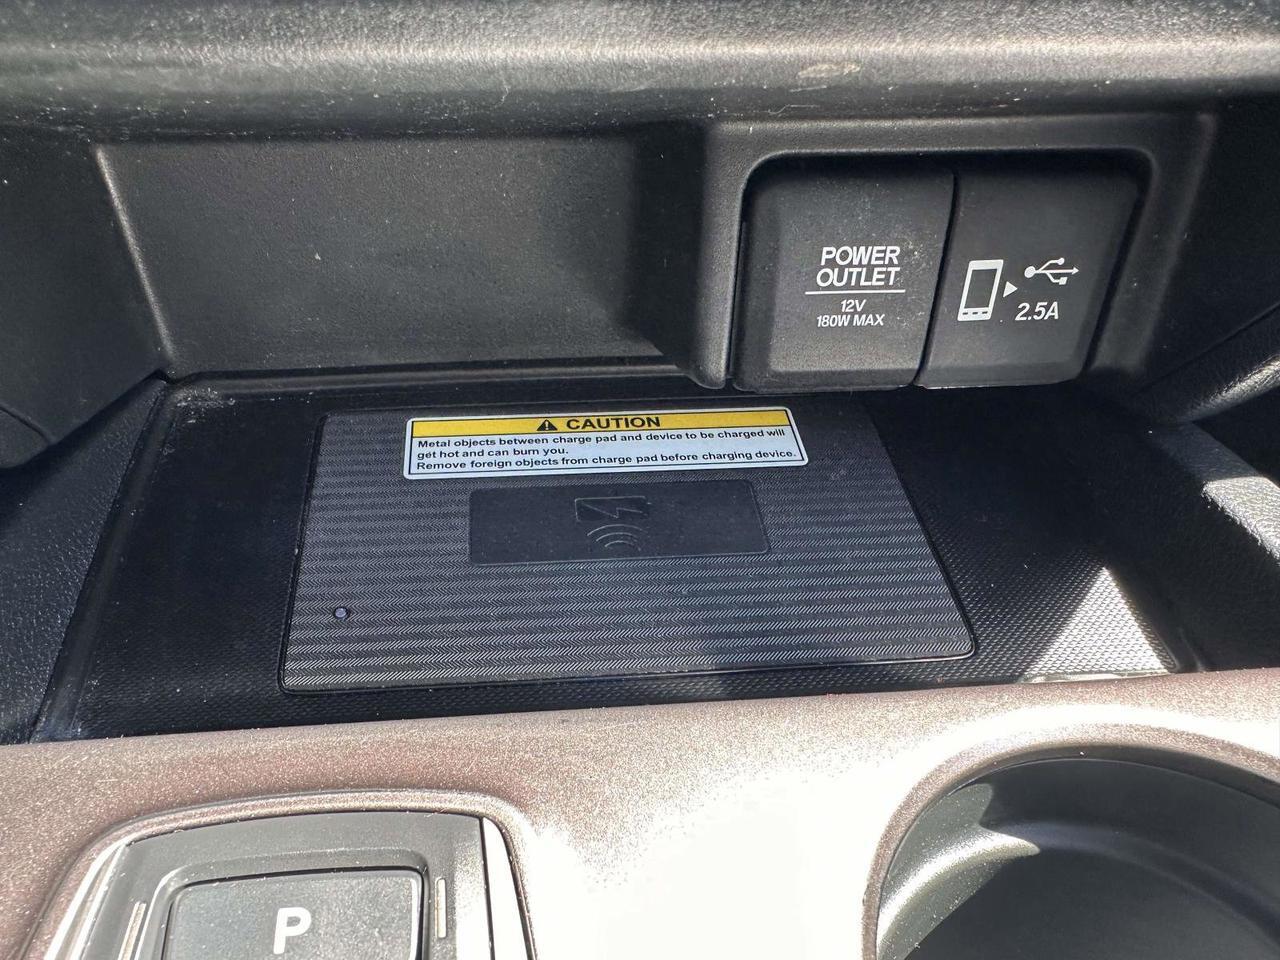 POWER
OUTLET
12V
180W MAX
2.5A
CAUTION
Metal objects between charge pad and device to be charged will
get hot and can burn you.
Remove foreign objects from charge pad before charging device.
P